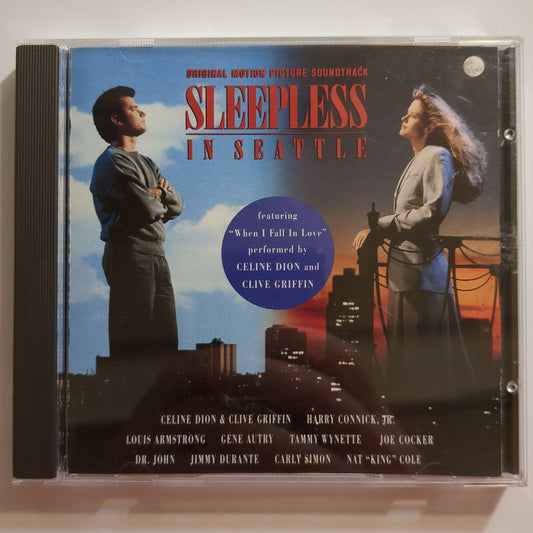 ORIGINAL MOTION PICTURE SOUNDTRACK
SLEEPLESS
IN SEATTLE
featuring
“When I Fall In Love”
performed by
CELINE DION and
CLIVE GRIFFIN
CELINE DION & CLIVE GRIFFIN HARRY CONNICK, JR.
LOUIS ARMSTRONG GENE AUTRY TAMMY WYNETTE JOE COCKER
DR. JOHN JIMMY DURANTE CARLY SIMON NAT “KING” COLE